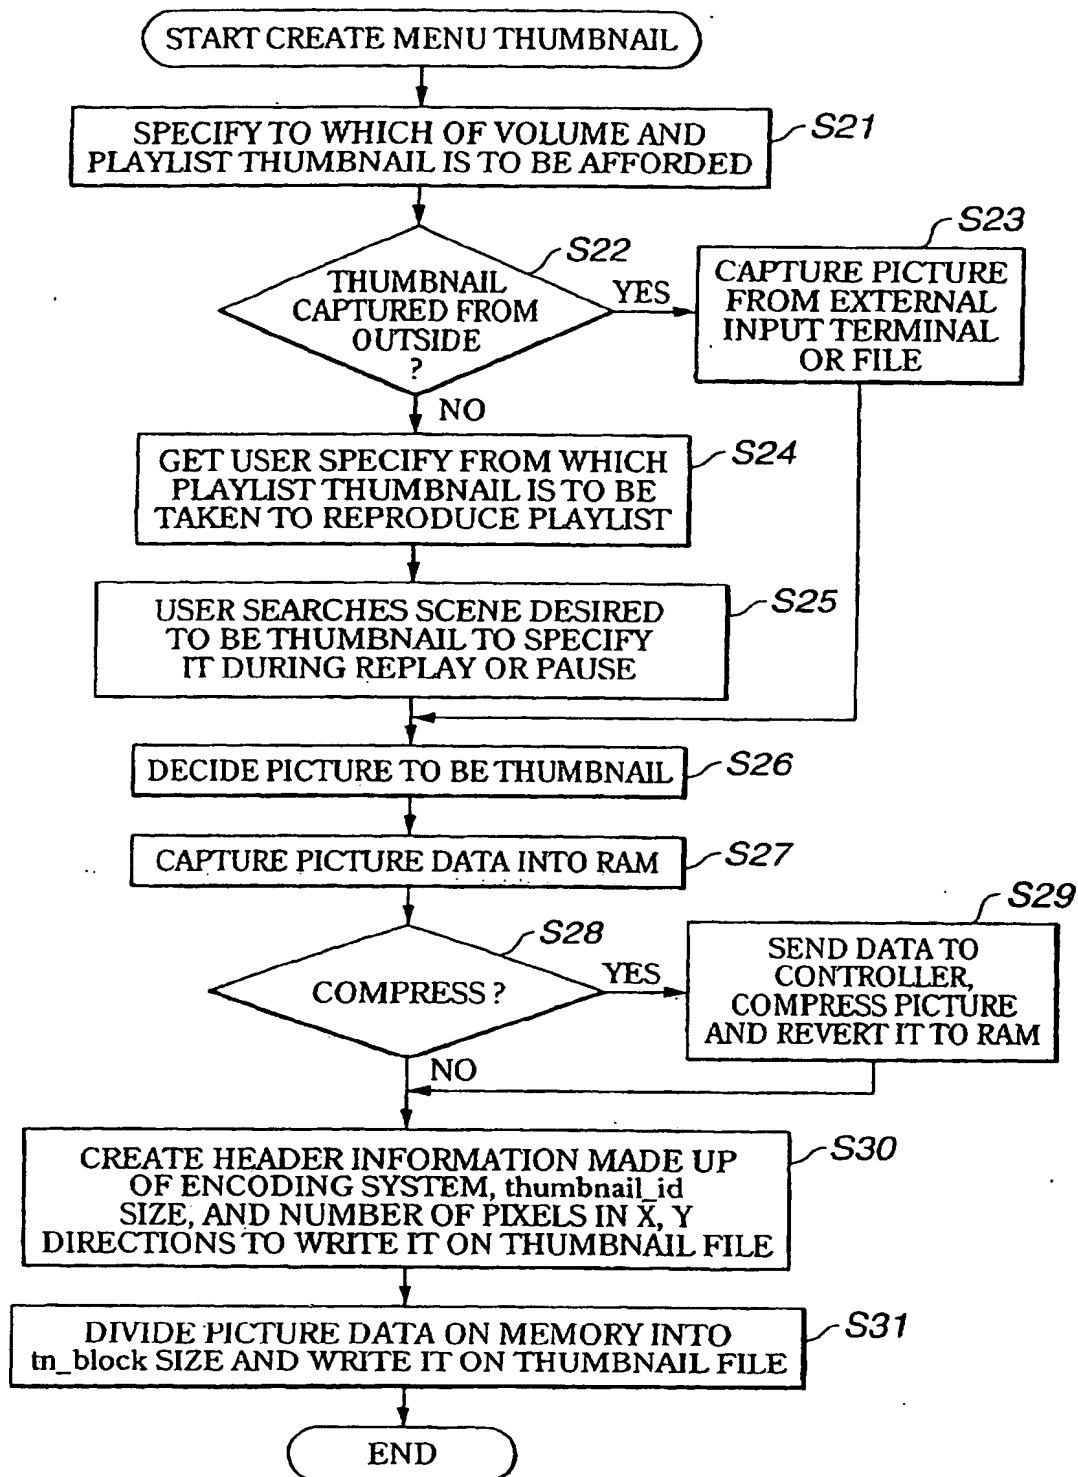 START CREATE MENU THUMBNAIL
SPECIFY TO WHICH OF VOLUME AND
PLAYLIST THUMBNAIL IS TO BE AFFORDED
S21
THUMBNAIL
CAPTURED FROM
OUTSIDE
?
S22
YES
NO
CAPTURE PICTURE
FROM EXTERNAL
INPUT TERMINAL
OR FILE
S23
GET USER SPECIFY FROM WHICH
PLAYLIST THUMBNAIL IS TO BE
TAKEN TO REPRODUCE PLAYLIST
S24
USER SEARCHES SCENE DESIRED
TO BE THUMBNAIL TO SPECIFY
IT DURING REPLAY OR PAUSE
S25
DECIDE PICTURE TO BE THUMBNAIL
S26
CAPTURE PICTURE DATA INTO RAM
S27
COMPRESS ?
S28
YES
NO
SEND DATA TO
CONTROLLER,
COMPRESS PICTURE
AND REVERT IT TO RAM
S29
CREATE HEADER INFORMATION MADE UP
OF ENCODING SYSTEM, thumbnail_id
SIZE, AND NUMBER OF PIXELS IN X, Y
DIRECTIONS TO WRITE IT ON THUMBNAIL FILE
S30
DIVIDE PICTURE DATA ON MEMORY INTO
tn_block SIZE AND WRITE IT ON THUMBNAIL FILE
S31
END